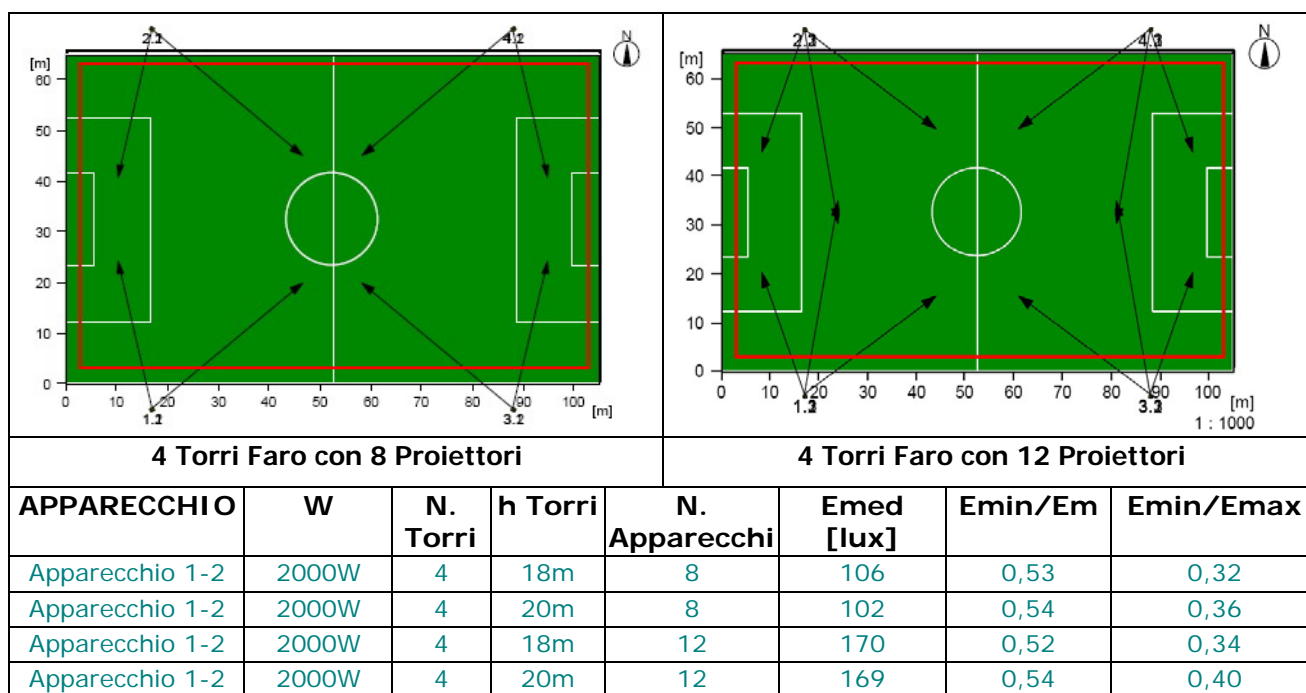 2.1 4.2 N
[m]
60
50
40
30
20
10
0
0 10 20 30 40 50 60 70 80 90 100
[m]
1.1 3.2
N
[m]
60
50
40
30
20
10
0
0 10 20 30 40 50 60 70 80 90 100
[m]
1 : 1000
4 Torri Faro con 8 Proiettori
4 Torri Faro con 12 Proiettori
APPARECCHIO W N. h Torri N. Emed Emin/Em Emin/Emax
Torri Apparecchi [lux]
Apparecchio 1-2 2000W 4 18m 8 106 0,53 0,32
Apparecchio 1-2 2000W 4 20m 8 102 0,54 0,36
Apparecchio 1-2 2000W 4 18m 12 170 0,52 0,34
Apparecchio 1-2 2000W 4 20m 12 169 0,54 0,40